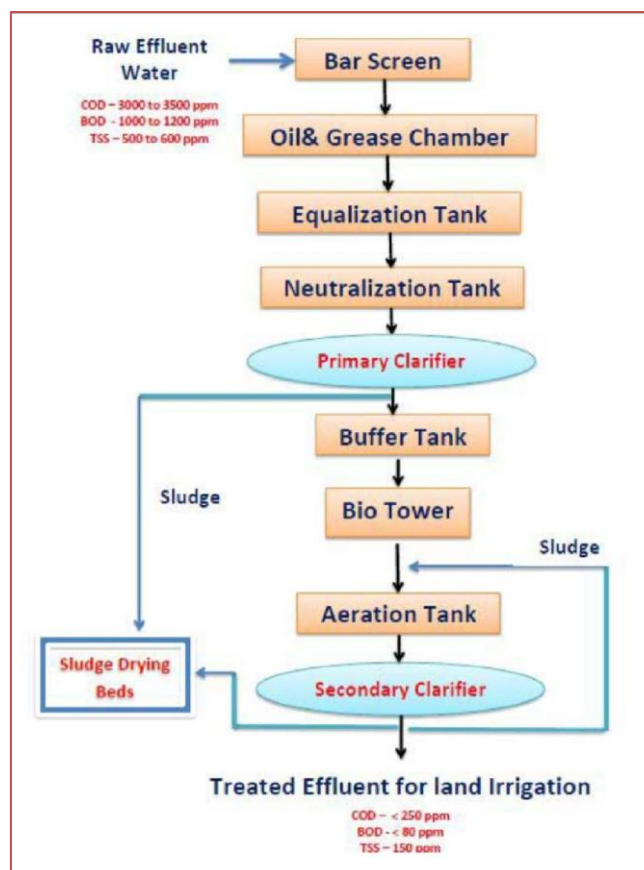 Raw Effluent
Water
COD – 3000 to 3500 ppm
BOD - 1000 to 1200 ppm
TSS – 500 to 600 ppm
Bar Screen
Oil& Grease Chamber
Equalization Tank
Neutralization Tank
Primary Clarifier
Buffer Tank
Sludge
Bio Tower
Sludge
Aeration Tank
Sludge Drying
Beds
Secondary Clarifier
Treated Effluent for land Irrigation
COD – < 250 ppm
BOD - < 80 ppm
TSS – 150 ppm